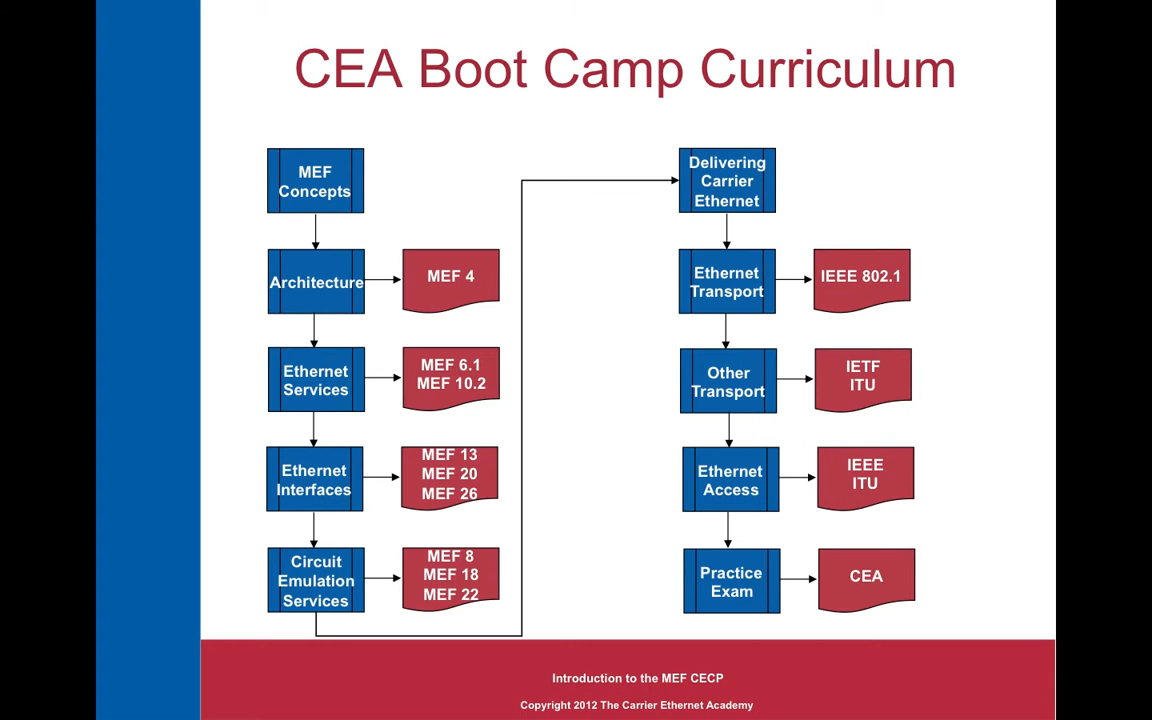 CEA Boot Camp Curriculum
MEF
Concepts
Architecture
MEF 4
Ethernet
Services
MEF 6.1
MEF 10.2
Ethernet
Interfaces
MEF 13
MEF 20
MEF 26
Circuit
Emulation
Services
MEF 8
MEF 18
MEF 22
Delivering
Carrier
Ethernet
Ethernet
Transport
IEEE 802.1
Other
Transport
IETF
ITU
Ethernet
Access
IEEE
ITU
Practice
Exam
CEA
Introduction to the MEF CECP
Copyright 2012 The Carrier Ethernet Academy